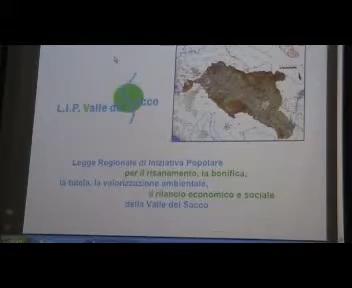 L.I.P. Valle del Sacco
Legge Regionale di Iniziativa Popolare
per il risanamento, la bonifica,
la tutela, la valorizzazione ambientale,
il rilancio economico e sociale
della Valle del Sacco